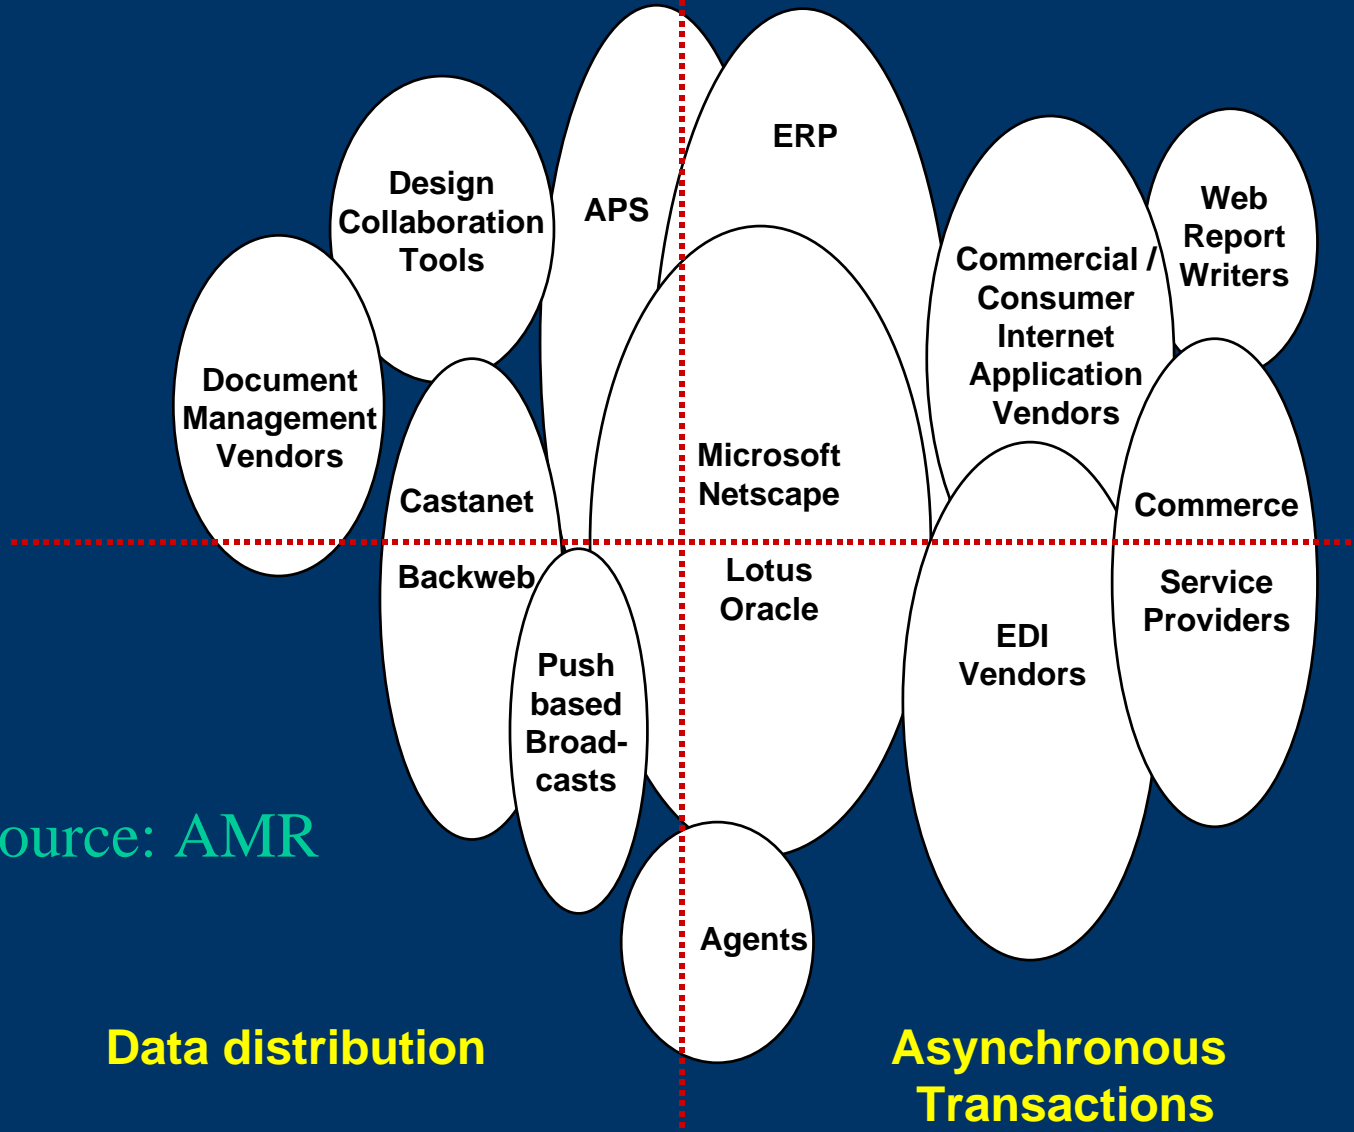 ERP
Design
Collaboration
Tools
APS
Web
Report
Writers
Commercial /
Consumer
Internet
Application
Vendors
Document
Management
Vendors
Microsoft
Netscape
Castanet
Commerce
Backweb
Lotus
Oracle
Service
Providers
EDI
Vendors
Push
based
Broad-
casts
ource: AMR
Agents
Data distribution
Asynchronous
Transactions